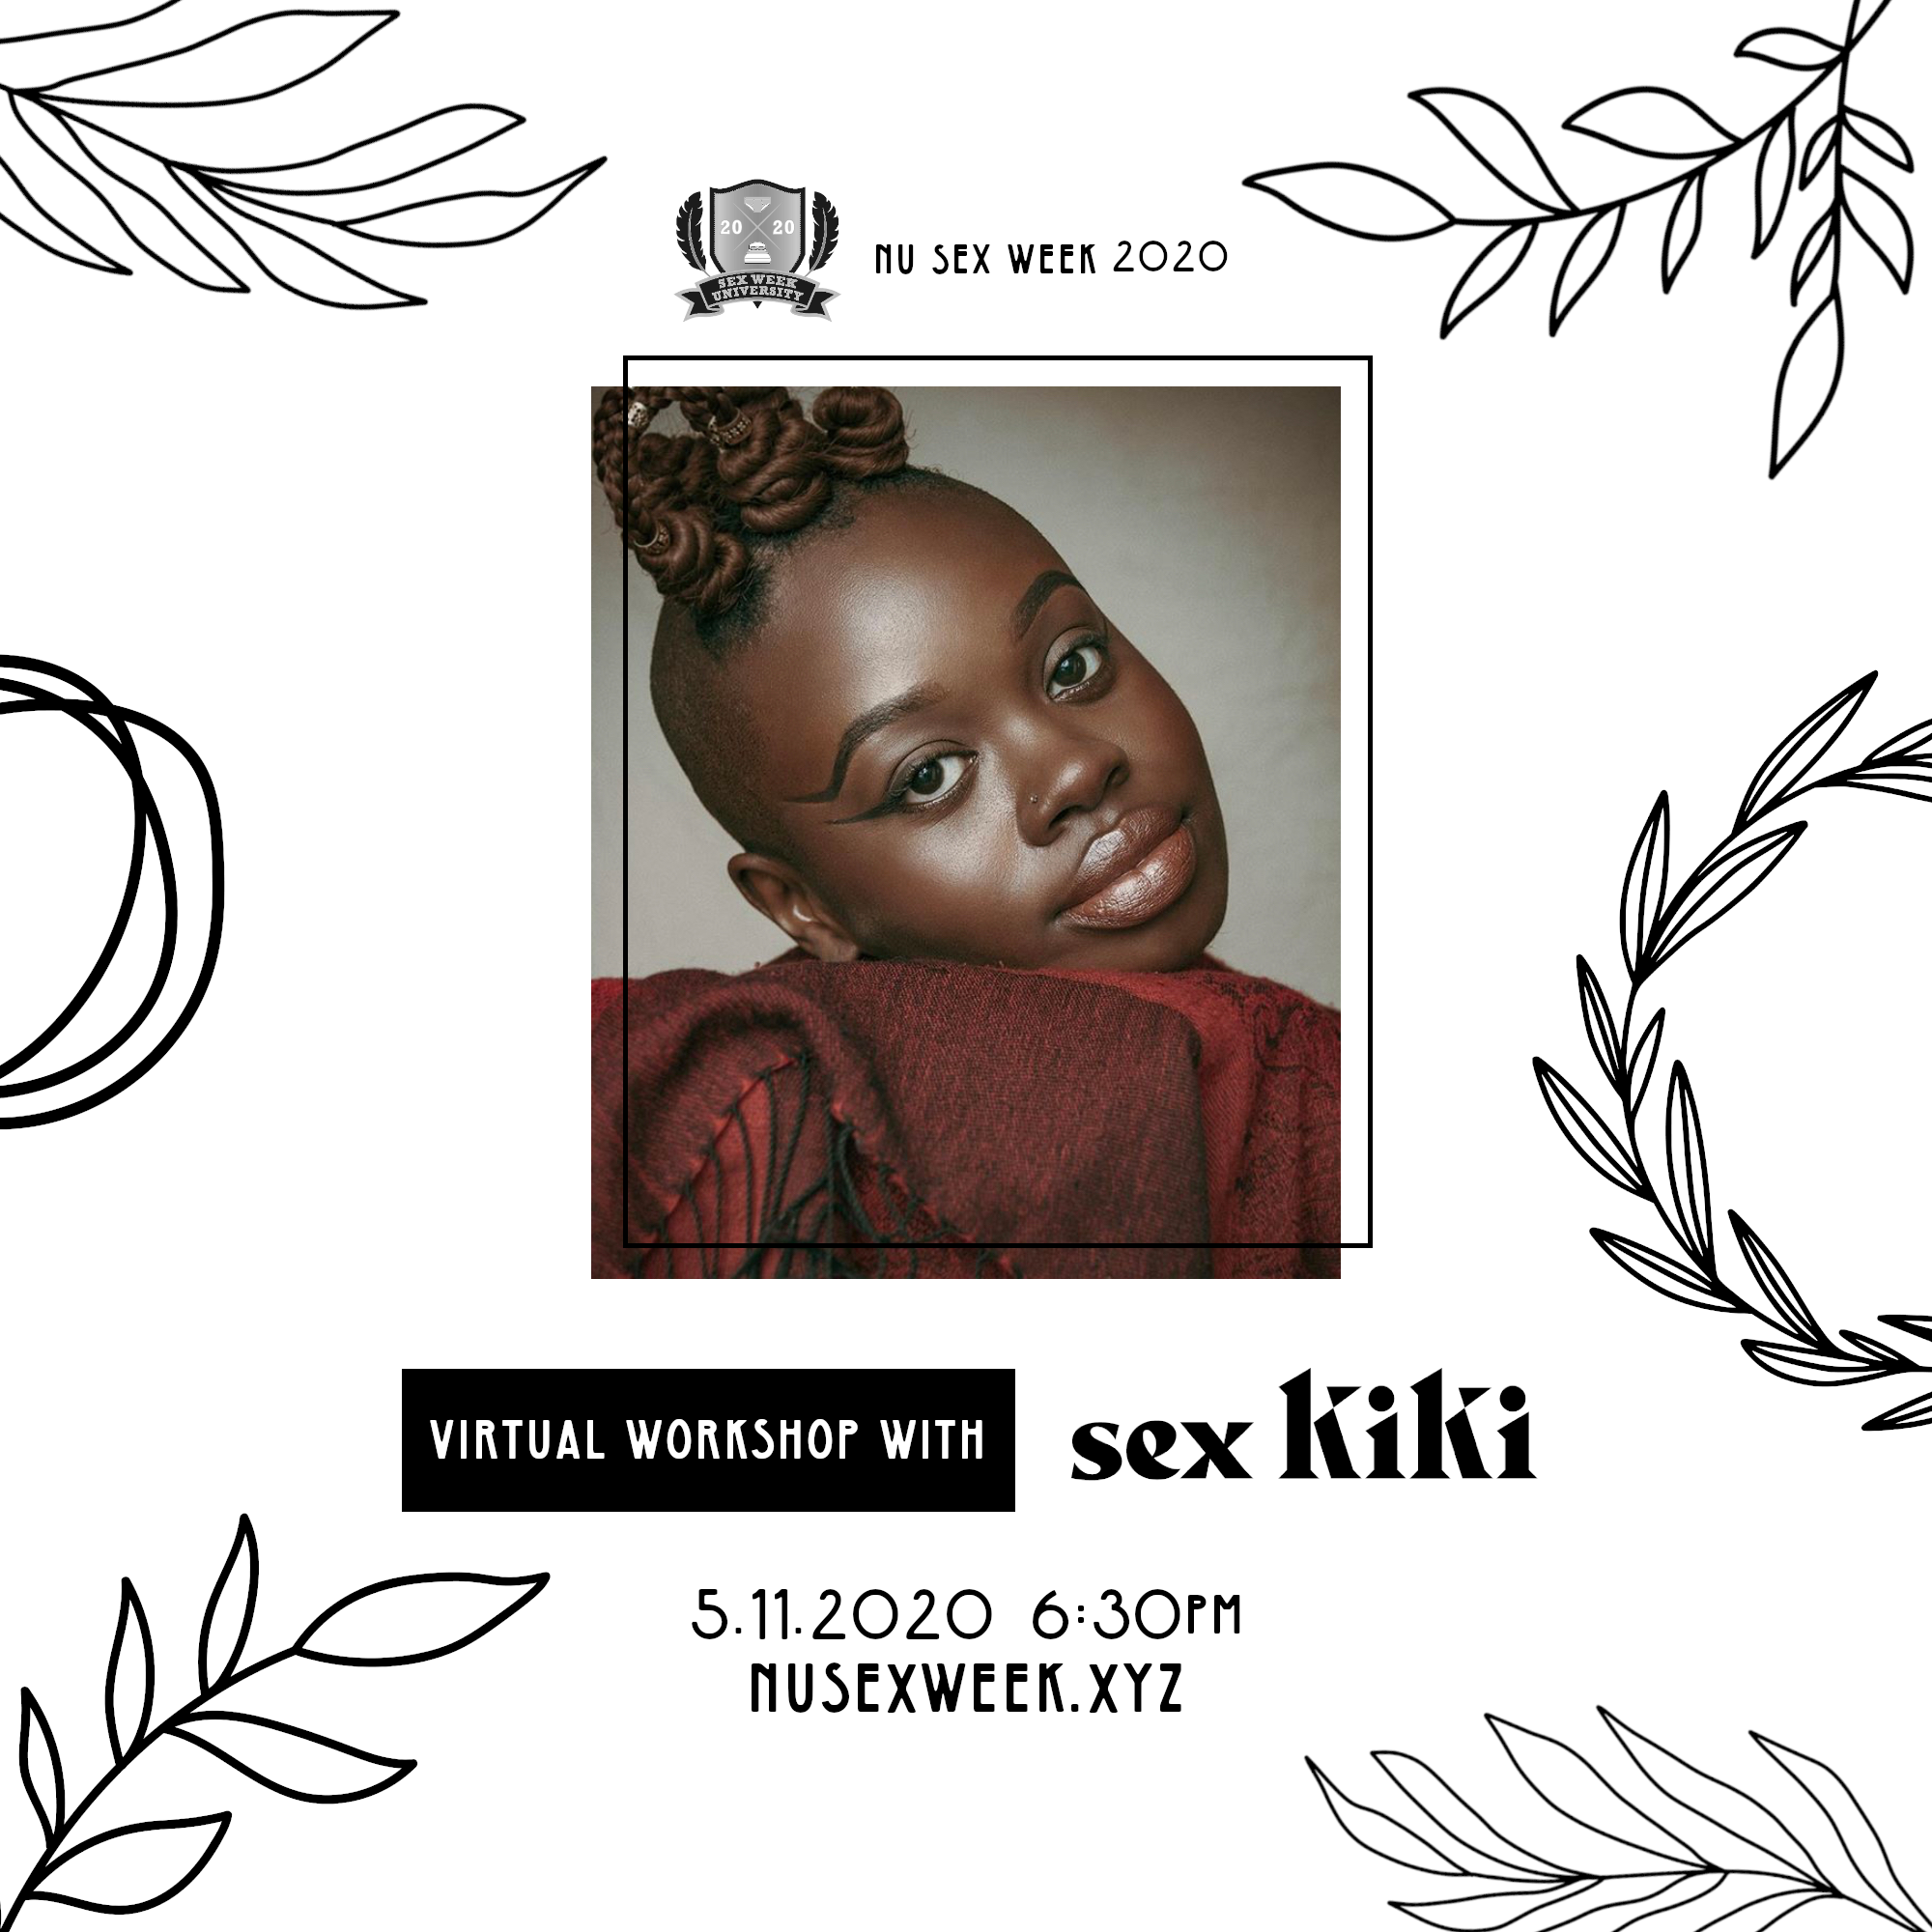 20 20
SEX WEEK
UNIVERSITY
NU SEX WEEK 2020
VIRTUAL WORKSHOP WITH
sex kiki
5.11.2020 6:30PM
NUSEXWEEK.XYZ